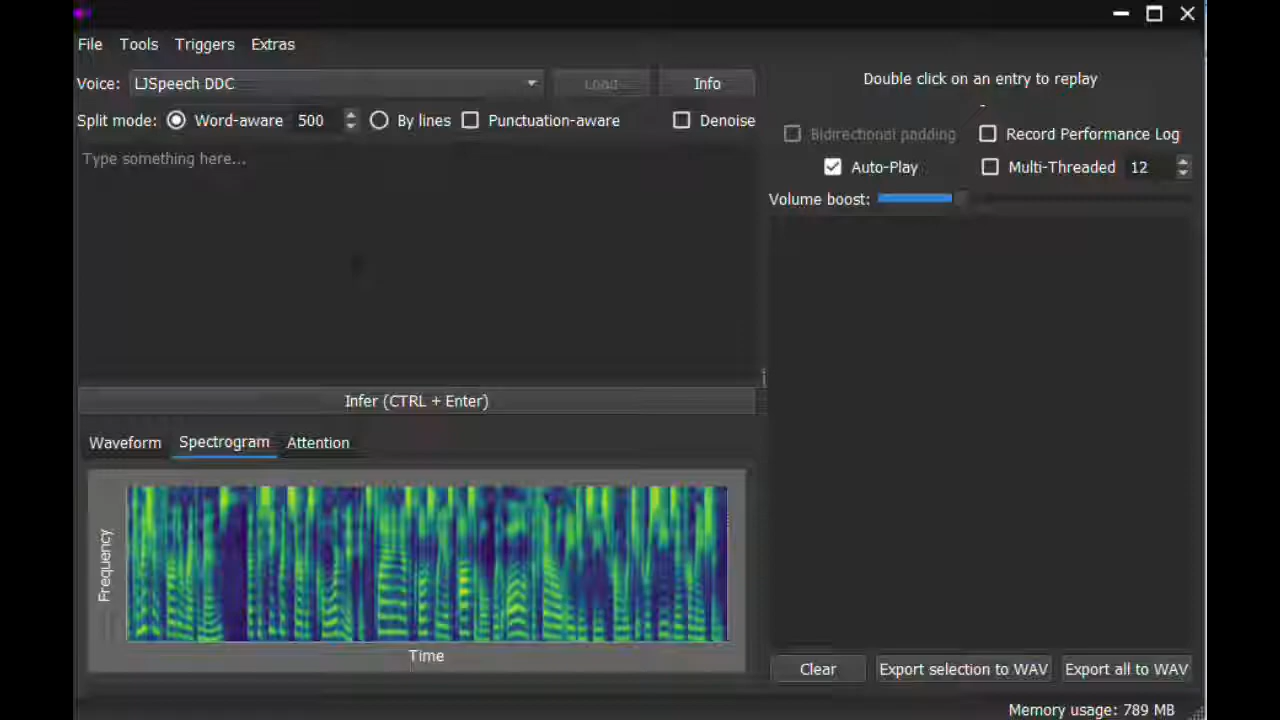 File Tools Triggers Extras
Voice: LJSpeech DDC Load Info
Split mode: Word-aware 500 By lines Punctuation-aware Denoise
Type something here...
Infer (CTRL + Enter)
Waveform Spectrogram Attention
Frequency
Time
Double click on an entry to replay
-
Bidirectional padding Record Performance Log
Auto-Play Multi-Threaded 12
Volume boost:
Clear Export selection to WAV Export all to WAV
Memory usage: 789 MB